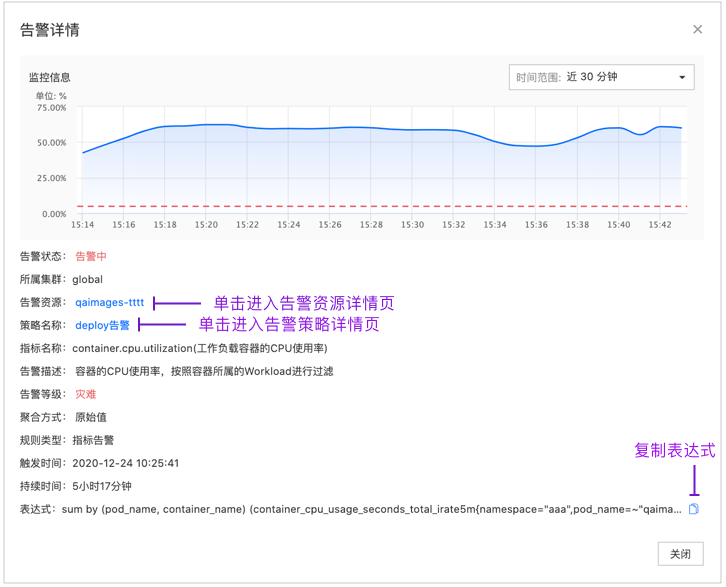 告警详情
监控信息
时间范围: 近 30 分钟
单位: %
75.00%
50.00%
25.00%
0.00%
15:14 15:16 15:18 15:20 15:22 15:24 15:26 15:28 15:30 15:32 15:34 15:36 15:38 15:40 15:42
告警状态: 告警中
所属集群: global
告警资源: qaimages-tttt 单击进入告警资源详情页
策略名称: deploy告警 单击进入告警策略详情页
指标名称: container.cpu.utilization(工作负载容器的CPU使用率)
告警描述: 容器的CPU使用率，按照容器所属的Workload进行过滤
告警等级: 灾难
聚合方式: 原始值
规则类型: 指标告警
触发时间: 2020-12-24 10:25:41
持续时间: 5小时17分钟
复制表达式
表达式: sum by (pod_name, container_name) (container_cpu_usage_seconds_total_irate5m{namespace="aaa",pod_name=~"qaima...
关闭